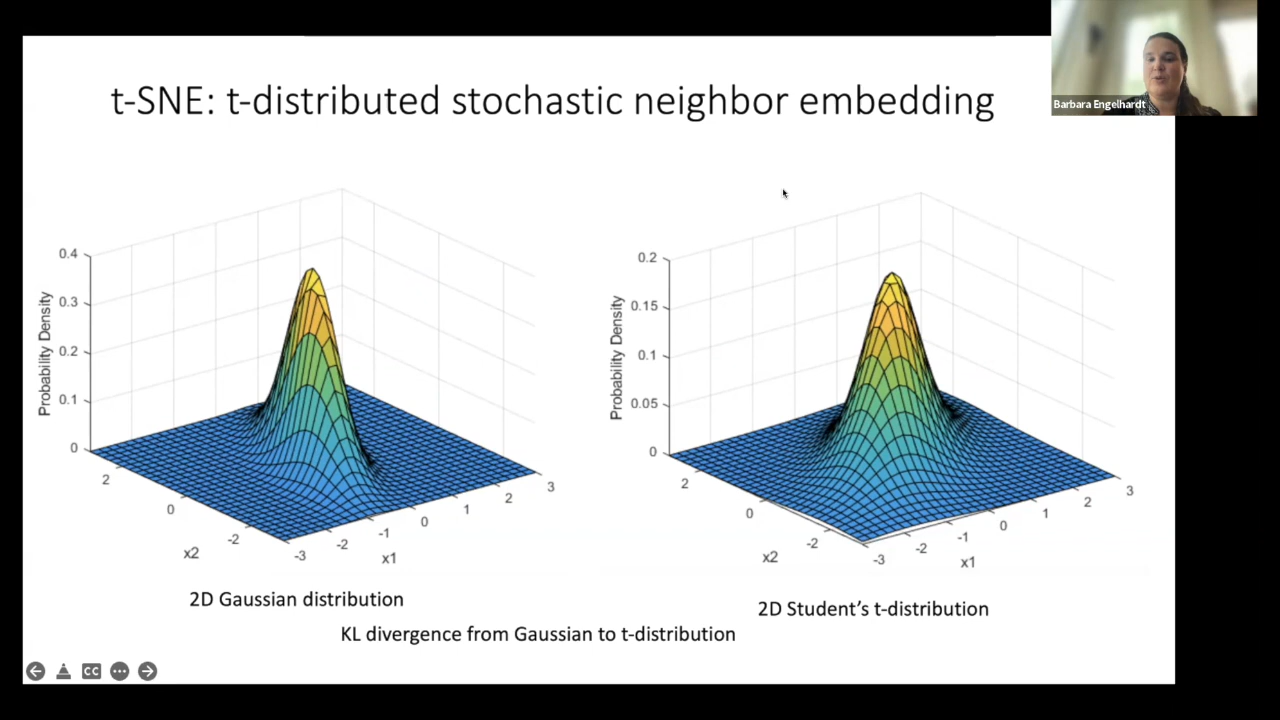 Barbara Engelhardt
t-SNE: t-distributed stochastic neighbor embedding
0.4
0.3
0.2
0.1
0
Probability Density
2
0
-2
x2
-3
-2
-1
0
1
2
3
x1
0.2
0.15
0.1
0.05
0
Probability Density
2
0
-2
x2
-3
-2
-1
0
1
2
3
x1
2D Gaussian distribution
2D Student’s t-distribution
KL divergence from Gaussian to t-distribution
CC